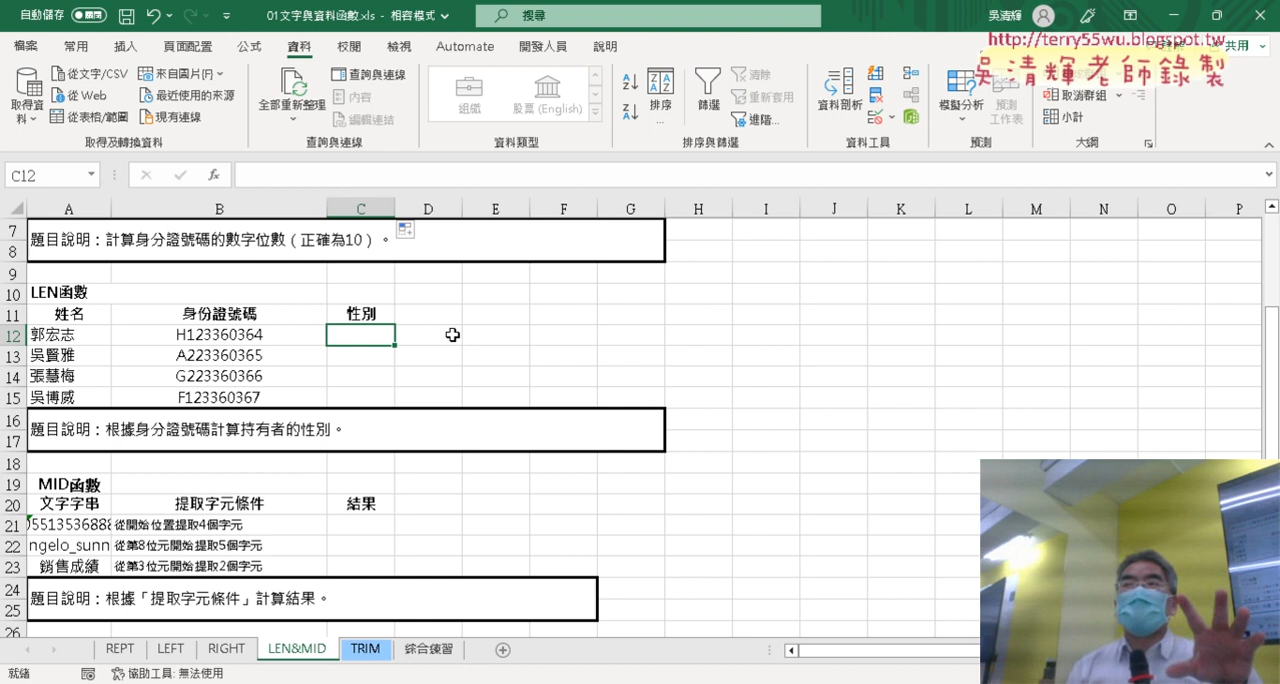 自動儲存 關閉 01文字與資料函數.xls - 相容模式 搜尋 吳清輝
檔案 常用 插入 頁面配置 公式 資料 校閱 檢視 Automate 開發人員 說明 共用
http://terry55wu.blogspot.tw
吳清輝老師錄製
取得資料 從文字/CSV 從 Web 從表格/範圍 來自圖片(F) 最近使用的來源 現有連線
全部重新整理 查詢與連線 內容 編輯連結
組織 股票 (English)
排序 篩選 清除 重新套用 進階...
資料剖析 模擬分析 預測工作表 取消群組 小計
取得及轉換資料 查詢與連線 資料類型 排序與篩選 資料工具 預測 大綱
C12 fx
A B C D E F G H I J K L M N O P
7 題目說明：計算身分證號碼的數字位數（正確為10）。
8
9
10 LEN函數
11 姓名 身份證號碼 性別
12 郭宏志 H123360364
13 吳賢雅 A223360365
14 張慧梅 G223360366
15 吳博威 F123360367
16 題目說明：根據身分證號碼計算持有者的性別。
17
18
19 MID函數
20 文字字串 提取字元條件 結果
21 0551353688 從開始位置提取4個字元
22 ngelo_sunn 從第8位元開始提取5個字元
23 銷售成績 從第3位元開始提取2個字元
24 題目說明：根據「提取字元條件」計算結果。
25
26
REPT LEFT RIGHT LEN&MID TRIM 綜合練習
就緒 協助工具: 無法使用